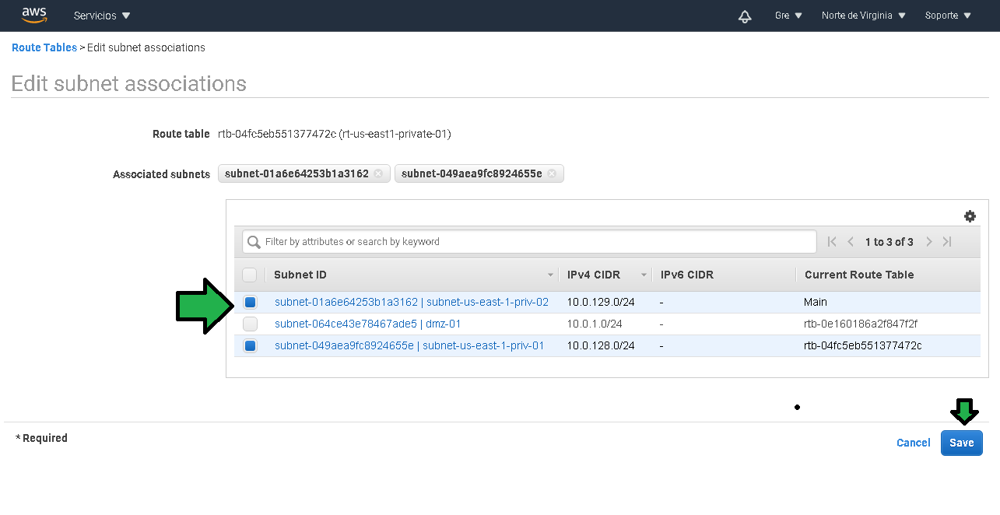 aws Servicios Gre Norte de Virginia Soporte
Route Tables > Edit subnet associations
Edit subnet associations
Route table rtb-04fc5eb551377472c (rt-us-east1-private-01)
Associated subnets subnet-01a6e64253b1a3162 subnet-049aea9fc8924655e
Filter by attributes or search by keyword 1 to 3 of 3
Subnet ID IPv4 CIDR IPv6 CIDR Current Route Table
subnet-01a6e64253b1a3162 | subnet-us-east-1-priv-02 10.0.129.0/24 - Main
subnet-064ce43e78467ade5 | dmz-01 10.0.1.0/24 - rtb-0e160186a2f847f2f
subnet-049aea9fc8924655e | subnet-us-east-1-priv-01 10.0.128.0/24 - rtb-04fc5eb551377472c
* Required
Cancel Save